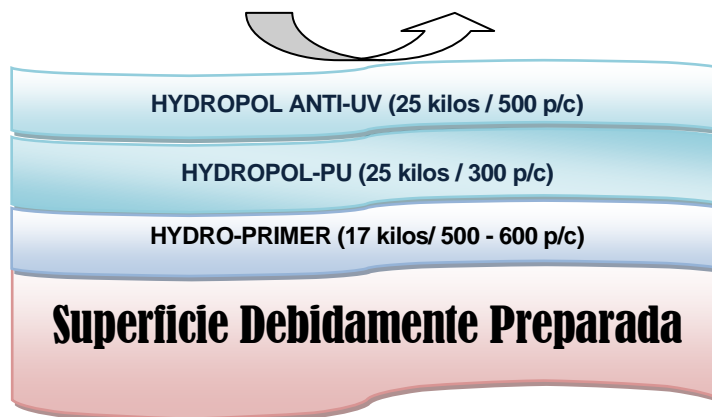 HYDROPOL ANTI-UV (25 kilos / 500 p/c)
HYDROPOL-PU (25 kilos / 300 p/c)
HYDRO-PRIMER (17 kilos/ 500 - 600 p/c)
Superficie Debidamente Preparada